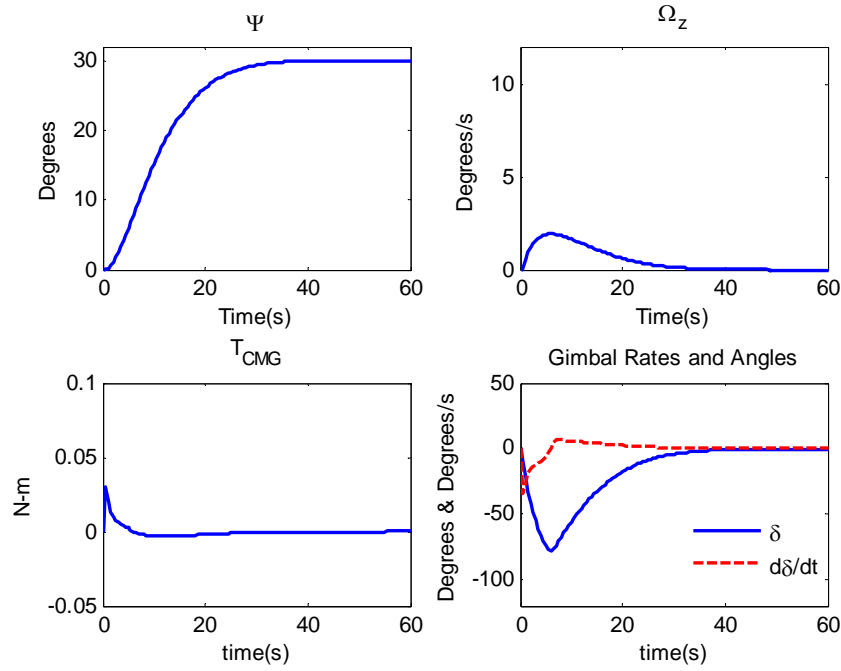 Ψ
Degrees
30
20
10
0
0 20 40 60
Time(s)
Ω_z
Degrees/s
10
5
0
0 20 40 60
Time(s)
T_CMG
N-m
0.1
0.05
0
-0.05
0 20 40 60
time(s)
Gimbal Rates and Angles
Degrees & Degrees/s
50
0
-50
-100
δ
dδ/dt
0 20 40 60
time(s)